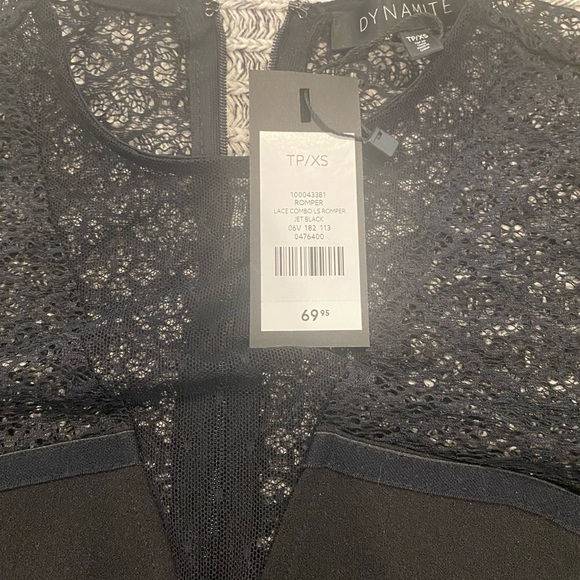 DYNAMITE
TP/XS
TP/XS
100043381
ROMPER
LACE COMBO LS ROMPER
JET BLACK
06V 182 113
0476400
69 95